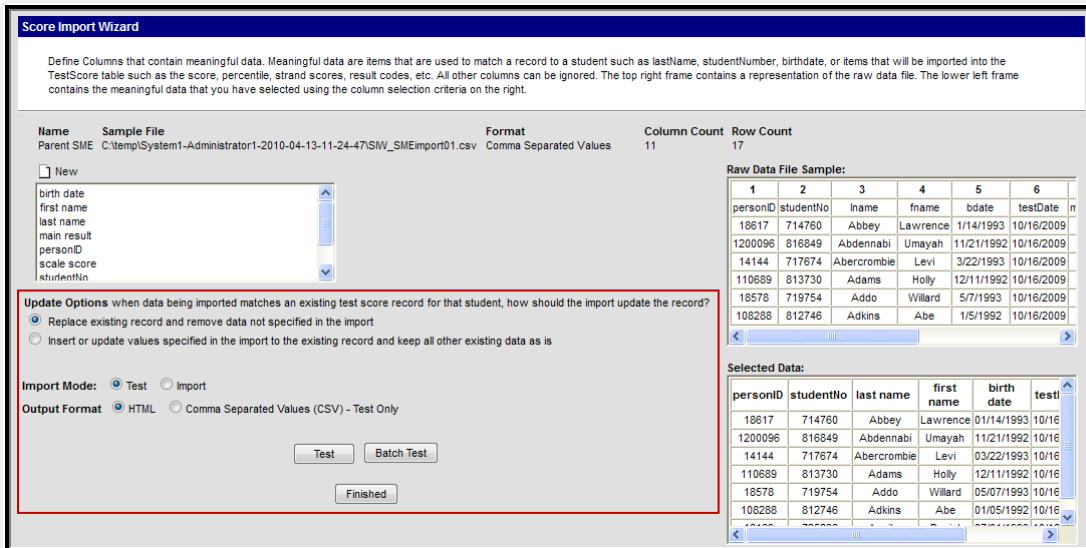 Score Import Wizard
Define Columns that contain meaningful data. Meaningful data are items that are used to match a record to a student such as lastName, studentNumber, birthdate, or items that will be imported into the
TestScore table such as the score, percentile, strand scores, result codes, etc. All other columns can be ignored. The top right frame contains a representation of the raw data file. The lower left frame
contains the meaningful data that you have selected using the column selection criteria on the right.
Name Sample File Format Column Count Row Count
Parent SME C:\temp\System1-Administrator1-2010-04-13-11-24-47\SIW_SMEimport01.csv Comma Separated Values 11 17
New
birth date
first name
last name
main result
personID
scale score
studentNo
Update Options when data being imported matches an existing test score record for that student, how should the import update the record?
Replace existing record and remove data not specified in the import
Insert or update values specified in the import to the existing record and keep all other existing data as is
Import Mode: Test Import
Output Format HTML Comma Separated Values (CSV) - Test Only
Test Batch Test
Finished
Raw Data File Sample:
1 2 3 4 5 6
personID studentNo lname fname bdate testDate m
18617 714760 Abbey Lawrence 1/14/1993 10/16/2009
1200096 816849 Abdennabi Umayah 11/21/1992 10/16/2009
14144 717674 Abercrombie Levi 3/22/1993 10/16/2009
110689 813730 Adams Holly 12/11/1992 10/16/2009
18578 719754 Addo Willard 5/7/1993 10/16/2009
108288 812746 Adkins Abe 1/5/1992 10/16/2009
Selected Data:
personID studentNo last name first name birth date
18617 714760 Abbey Lawrence 01/14/1993 10/16
1200096 816849 Abdennabi Umayah 11/21/1992 10/16
14144 717674 Abercrombie Levi 03/22/1993 10/16
110689 813730 Adams Holly 12/11/1992 10/16
18578 719754 Addo Willard 05/07/1993 10/16
108288 812746 Adkins Abe 01/05/1992 10/16